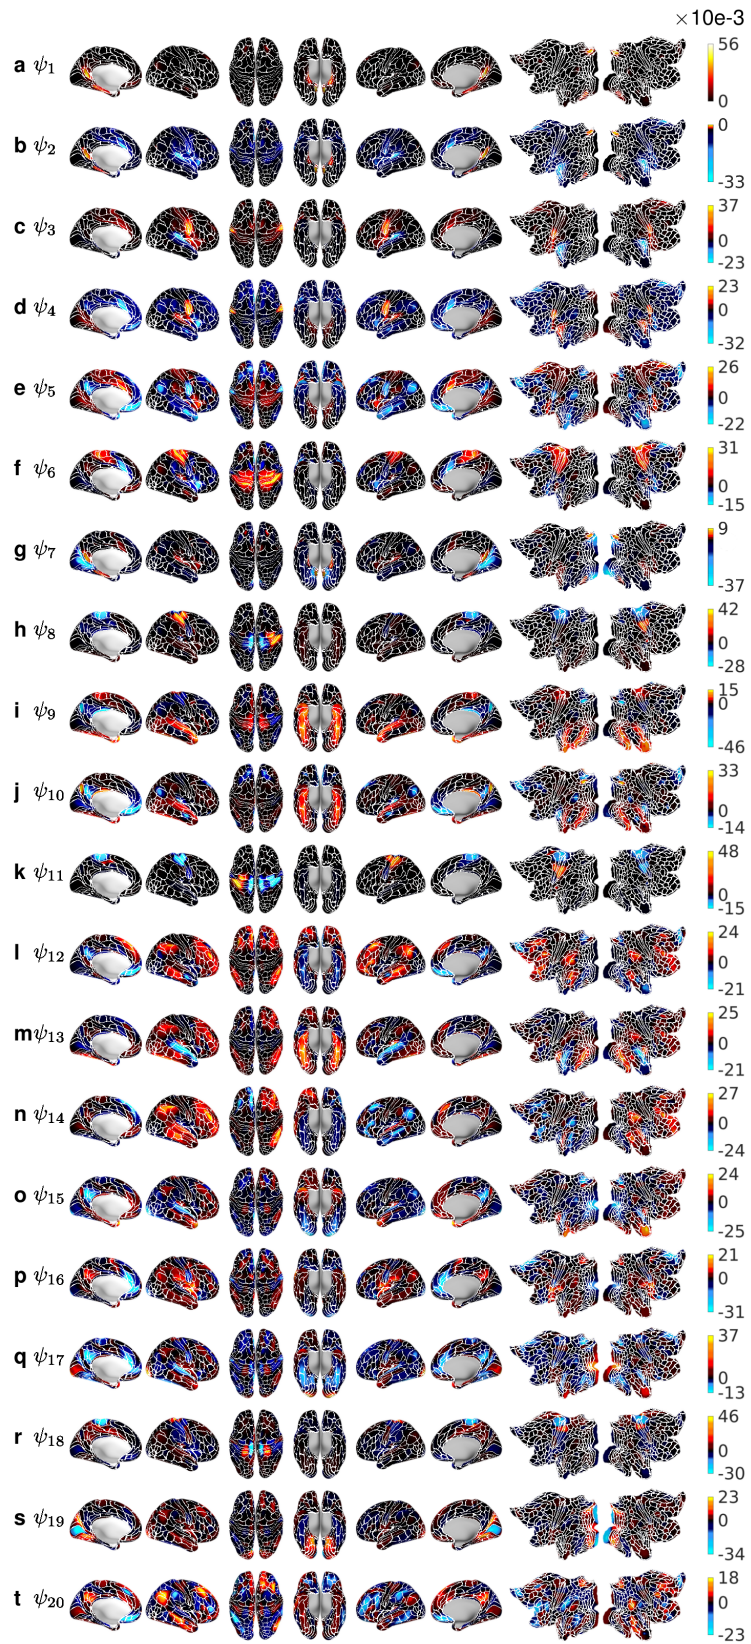 ×10e-3
a ψ1 56 0
b ψ2 0 -33
c ψ3 37 0 -23
d ψ4 23 0 -32
e ψ5 26 0 -22
f ψ6 31 0 -15
g ψ7 9 -37
h ψ8 42 0 -28
i ψ9 15 0 -46
j ψ10 33 0 -14
k ψ11 48 0 -15
l ψ12 24 0 -21
m ψ13 25 0 -21
n ψ14 27 0 -24
o ψ15 24 0 -25
p ψ16 21 0 -31
q ψ17 37 0 -13
r ψ18 46 0 -30
s ψ19 23 0 -34
t ψ20 18 0 -23